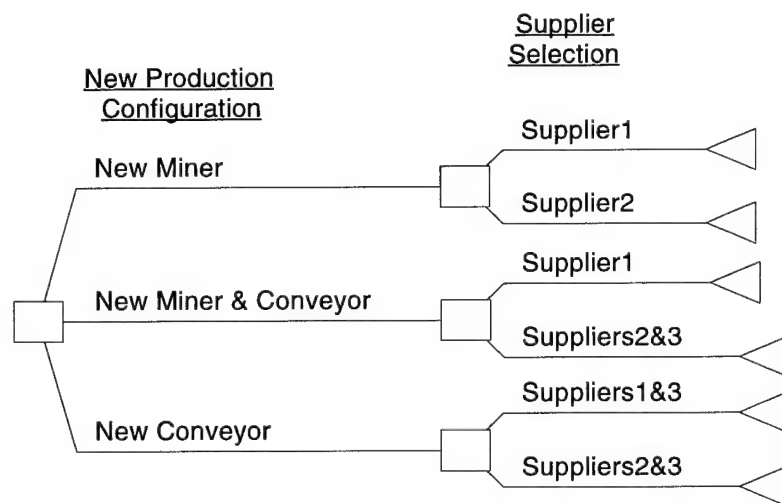 Supplier
Selection
New Production
Configuration
Supplier1
New Miner
Supplier2
Supplier1
New Miner & Conveyor
Suppliers2&3
Suppliers1&3
New Conveyor
Suppliers2&3